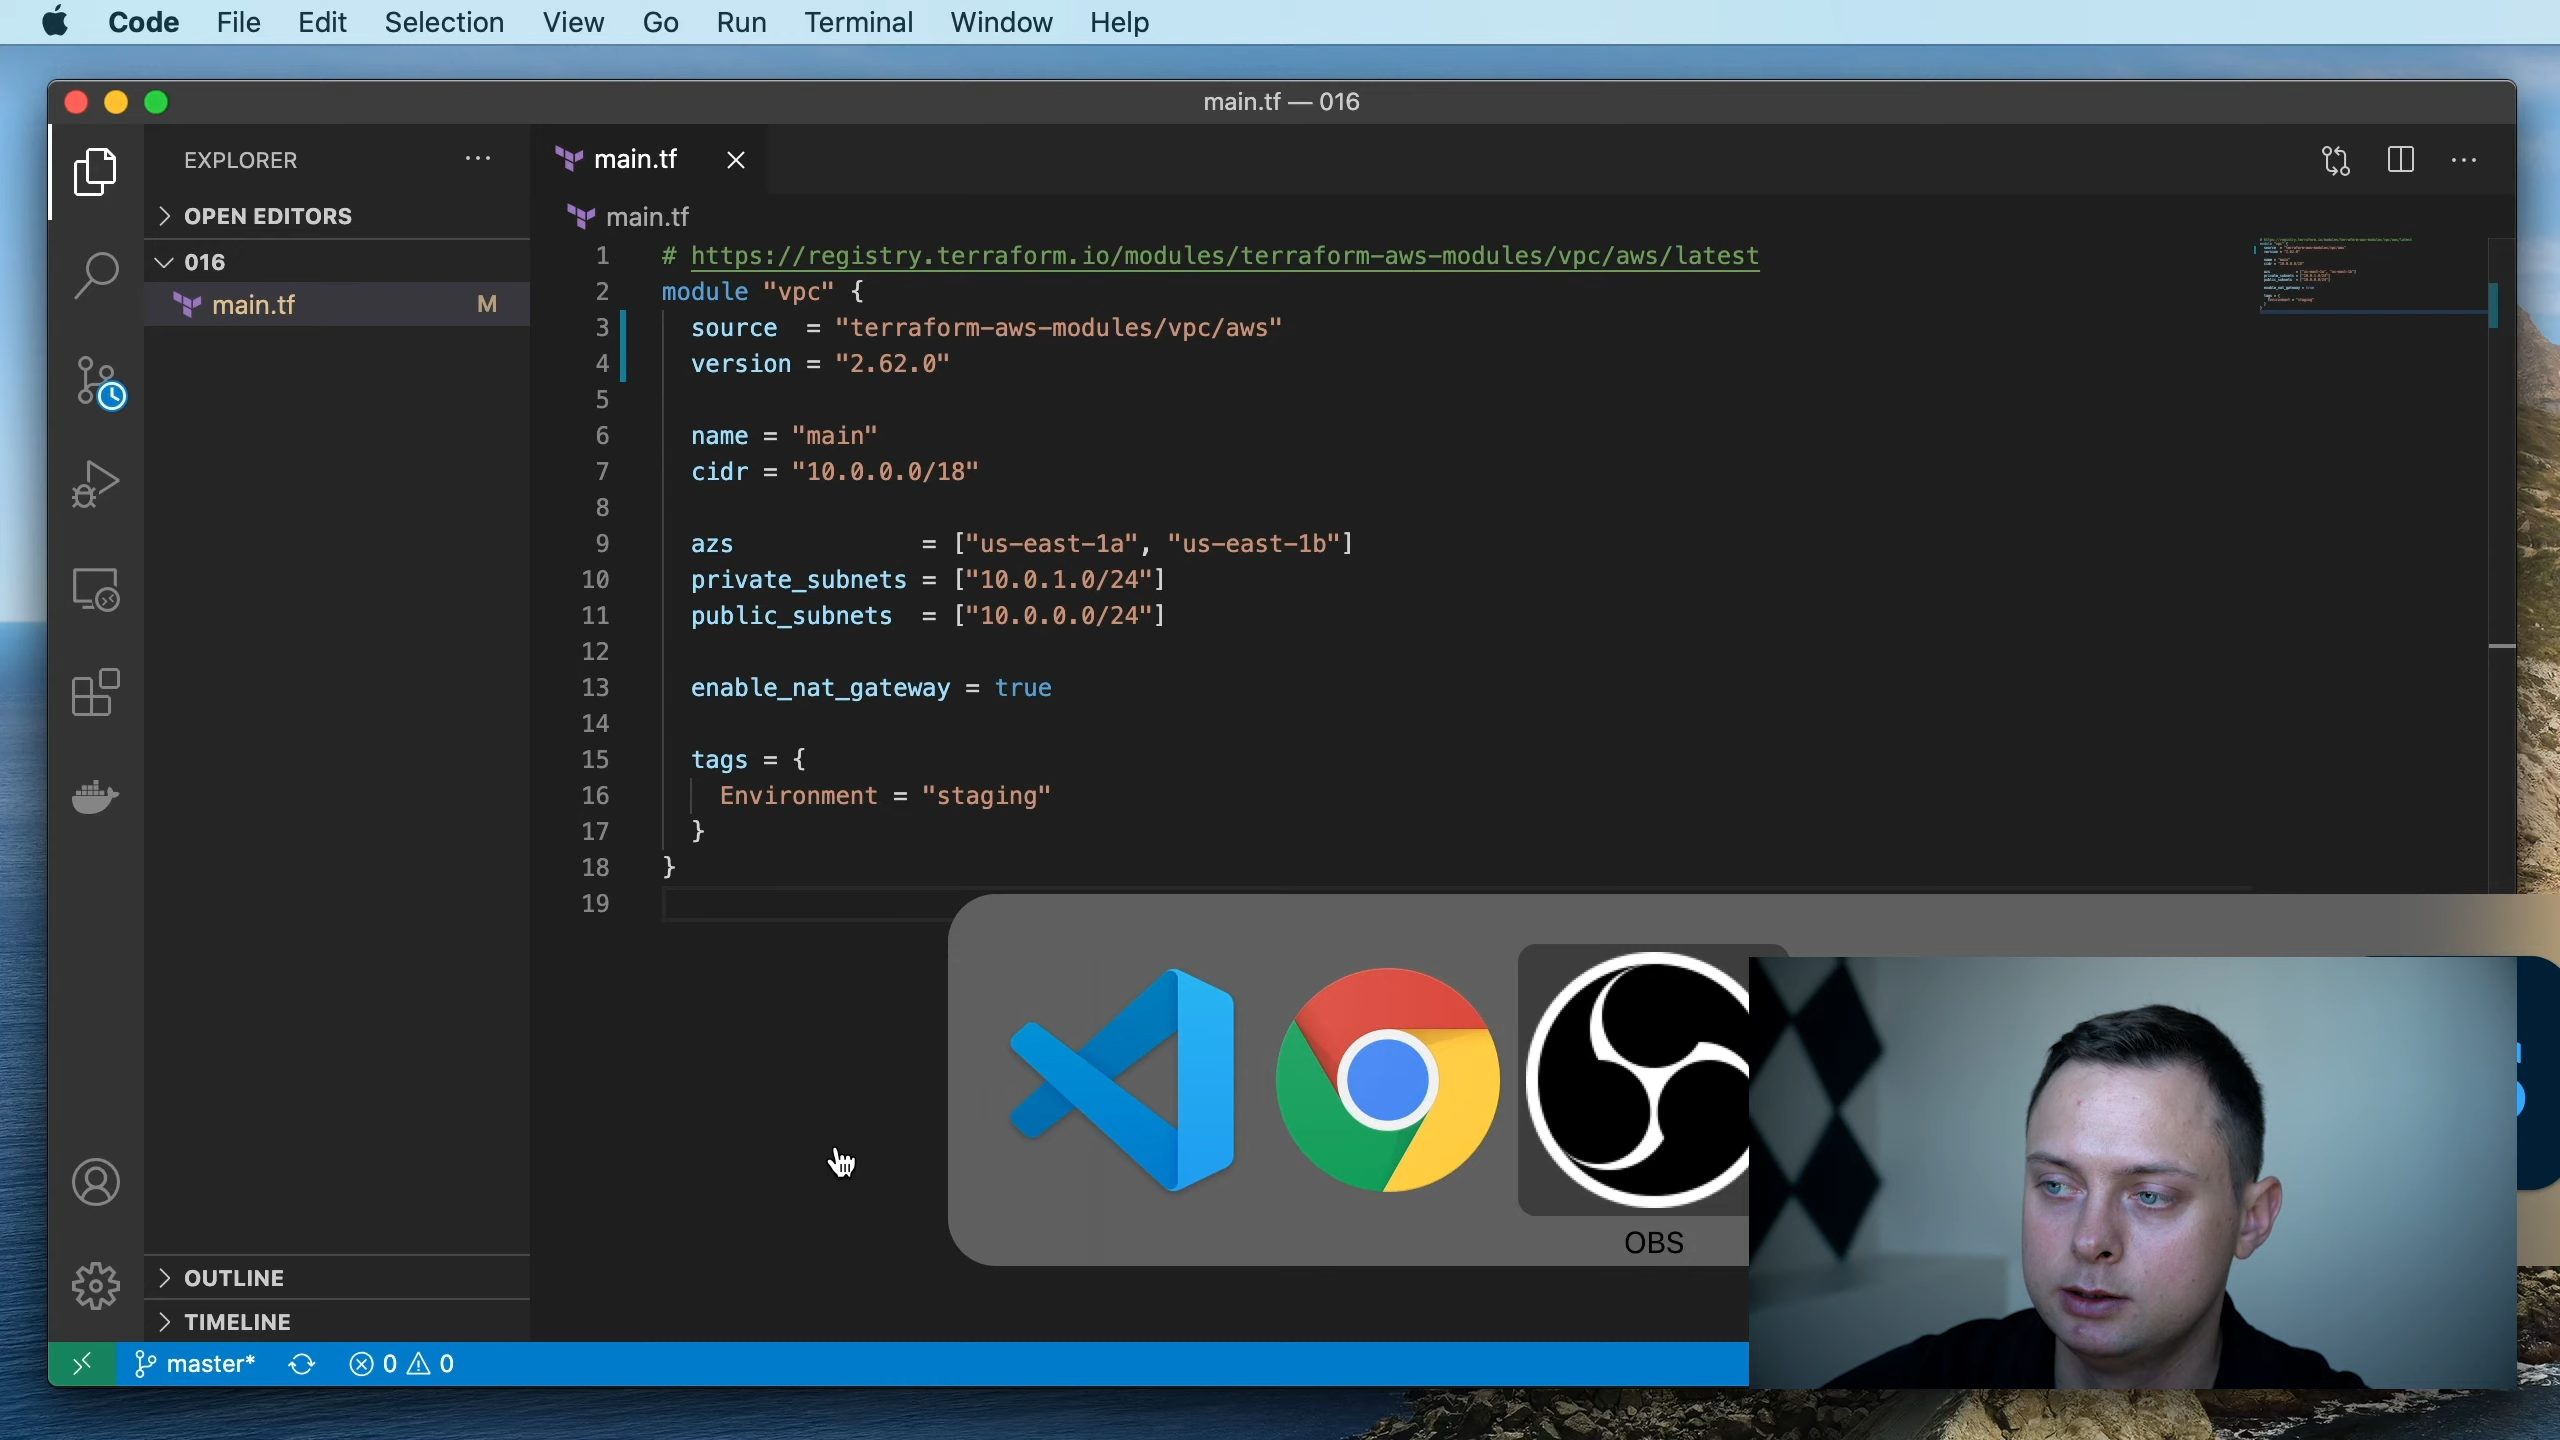 Code File Edit Selection View Go Run Terminal Window Help
main.tf — 016
EXPLORER
main.tf
OPEN EDITORS
main.tf
016
main.tf M
1 # https://registry.terraform.io/modules/terraform-aws-modules/vpc/aws/latest
2 module "vpc" {
3 source = "terraform-aws-modules/vpc/aws"
4 version = "2.62.0"
5
6 name = "main"
7 cidr = "10.0.0.0/18"
8
9 azs = ["us-east-1a", "us-east-1b"]
10 private_subnets = ["10.0.1.0/24"]
11 public_subnets = ["10.0.0.0/24"]
12
13 enable_nat_gateway = true
14
15 tags = {
16 Environment = "staging"
17 }
18 }
19
OBS
OUTLINE
TIMELINE
master* 0 0